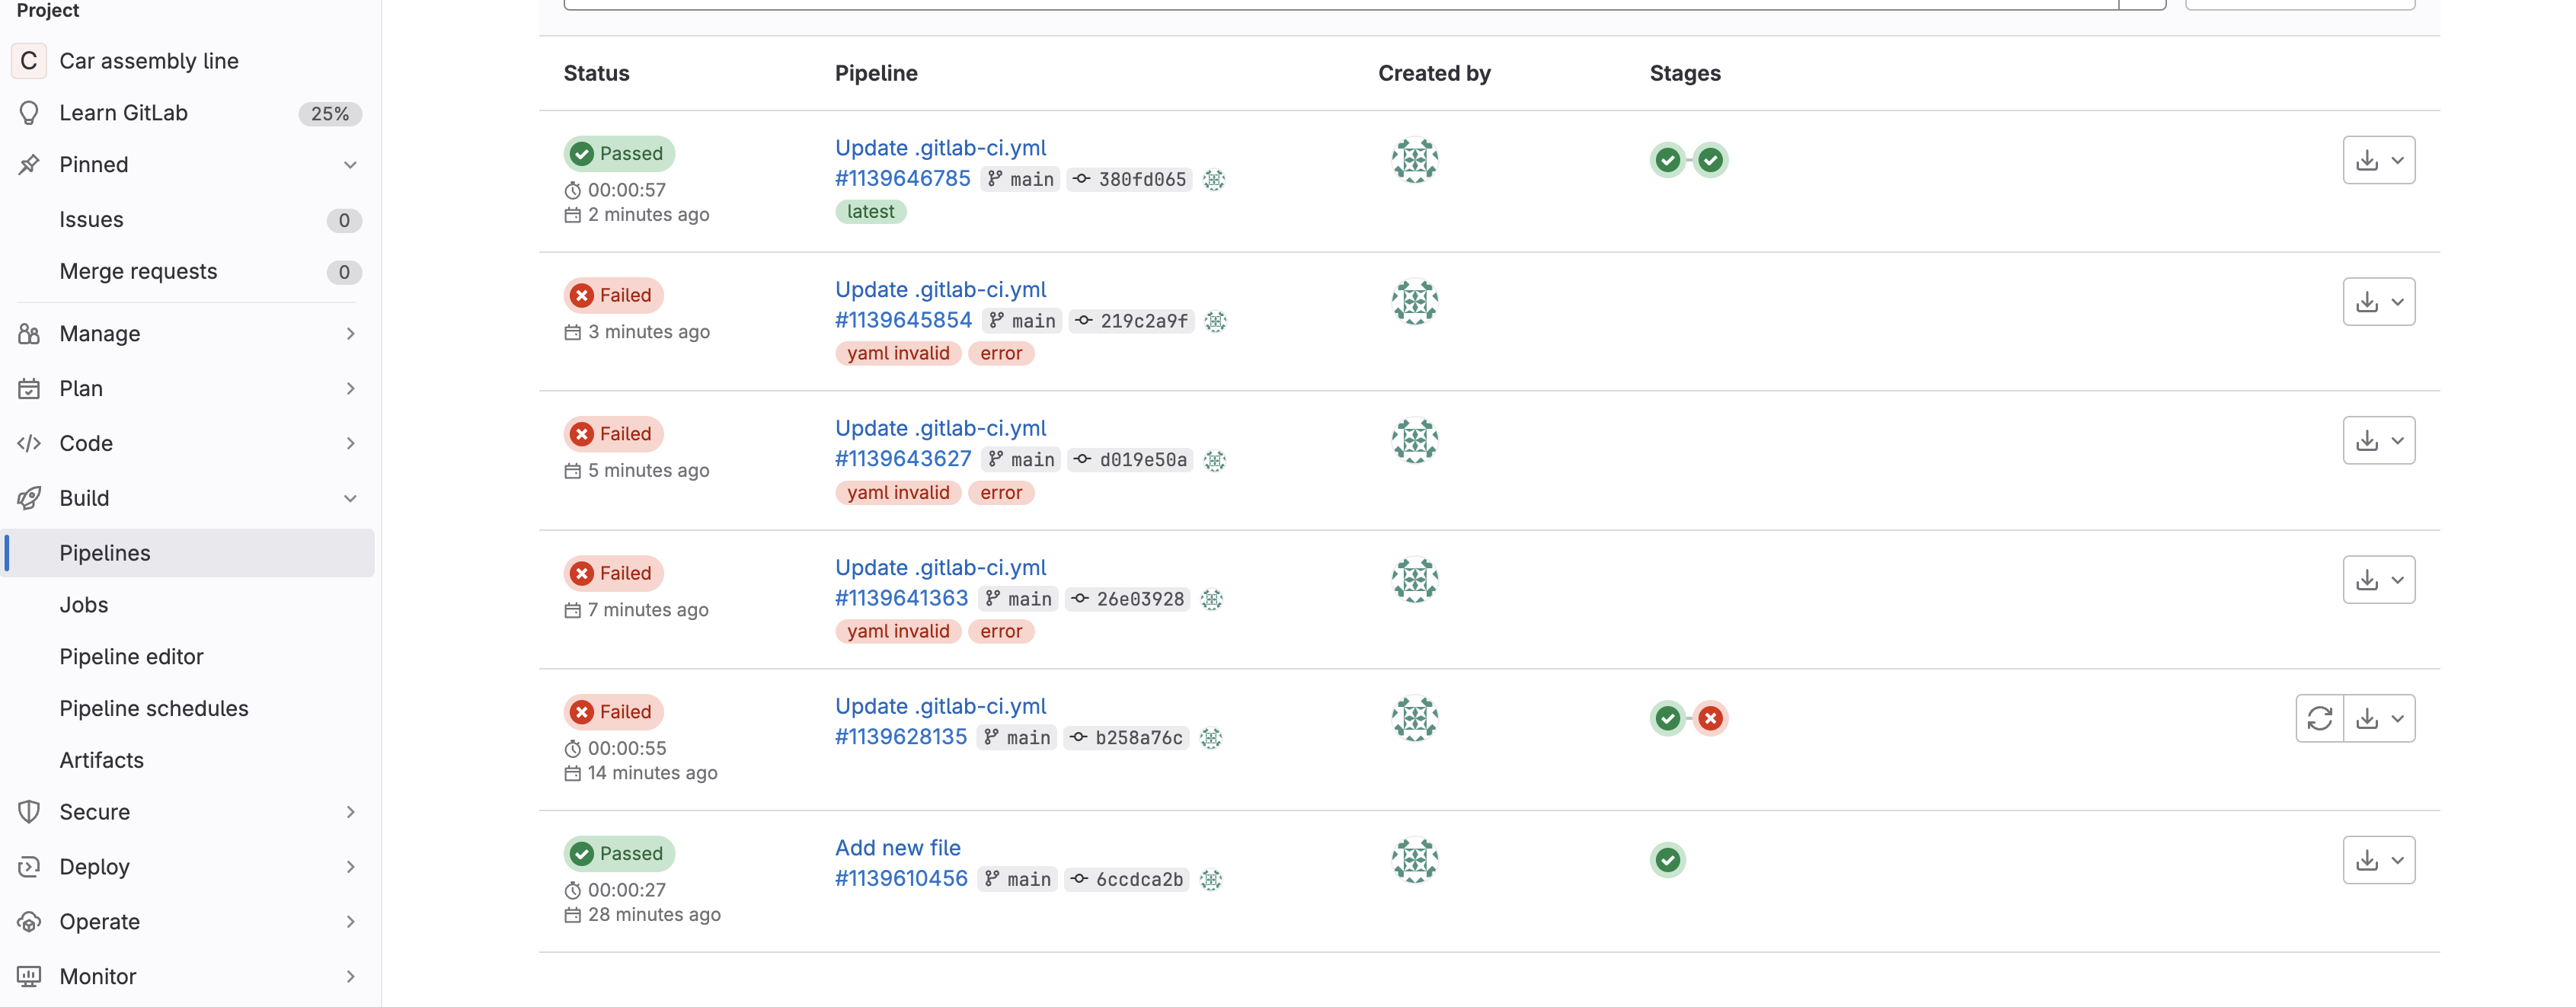 Project
C Car assembly line
Learn GitLab 25%
Pinned
Issues 0
Merge requests 0
Manage
Plan
Code
Build
Pipelines
Jobs
Pipeline editor
Pipeline schedules
Artifacts
Secure
Deploy
Operate
Monitor
Status Pipeline Created by Stages
Passed
00:00:57
2 minutes ago
Update .gitlab-ci.yml
#1139646785 main 380fd065
latest
Failed
3 minutes ago
Update .gitlab-ci.yml
#1139645854 main 219c2a9f
yaml invalid error
Failed
5 minutes ago
Update .gitlab-ci.yml
#1139643627 main d019e50a
yaml invalid error
Failed
7 minutes ago
Update .gitlab-ci.yml
#1139641363 main 26e03928
yaml invalid error
Failed
00:00:55
14 minutes ago
Update .gitlab-ci.yml
#1139628135 main b258a76c
Passed
00:00:27
28 minutes ago
Add new file
#1139610456 main 6ccdca2b